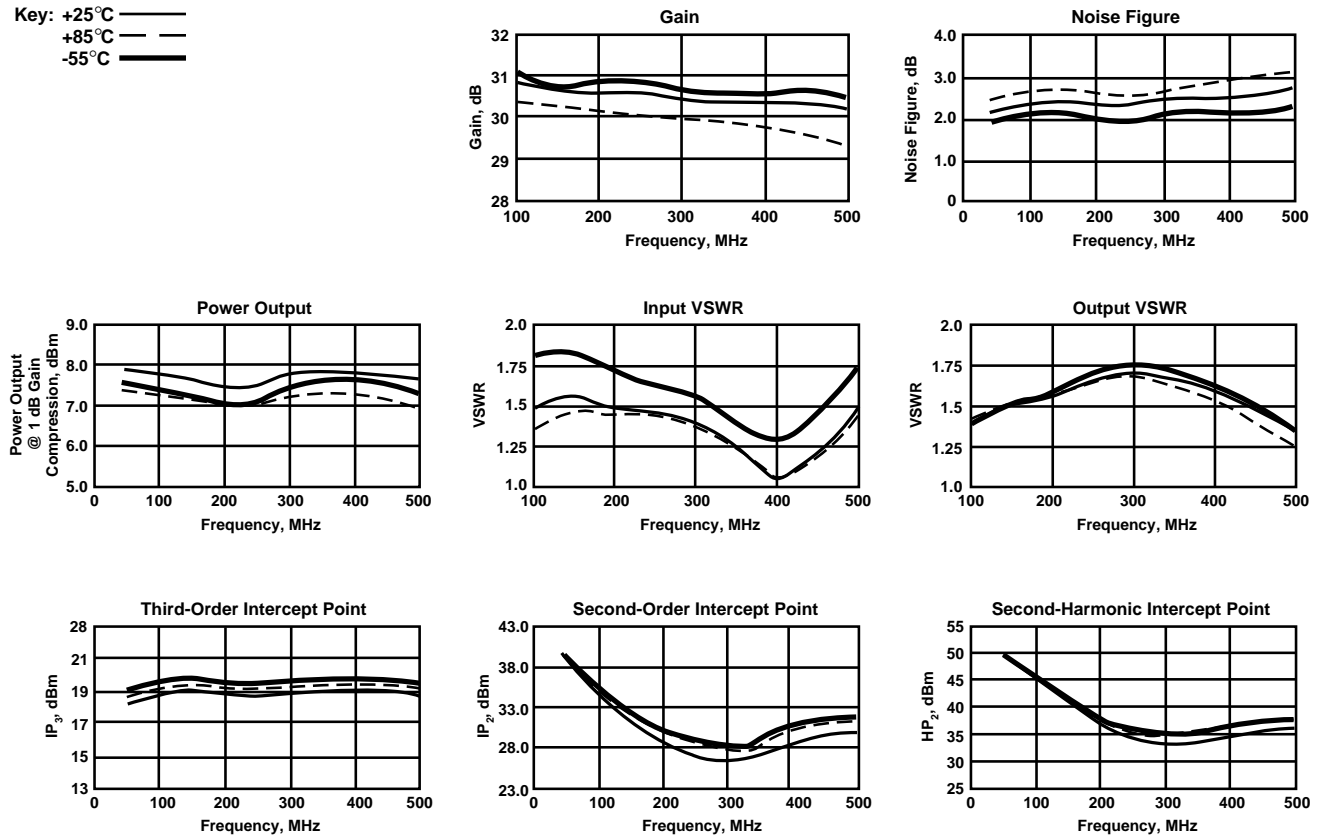 Key: +25°C
+85°C
-55°C
Gain
Gain, dB
32
31
30
29
28
100 200 300 400 500
Frequency, MHz
Noise Figure
Noise Figure, dB
4.0
3.0
2.0
1.0
0
0 100 200 300 400 500
Frequency, MHz
Power Output
Power Output
@ 1 dB Gain
Compression, dBm
9.0
8.0
7.0
6.0
5.0
0 100 200 300 400 500
Frequency, MHz
Input VSWR
VSWR
2.0
1.75
1.5
1.25
1.0
100 200 300 400 500
Frequency, MHz
Output VSWR
VSWR
2.0
1.75
1.5
1.25
1.0
100 200 300 400 500
Frequency, MHz
Third-Order Intercept Point
IP3, dBm
28
21
19
17
15
13
0 100 200 300 400 500
Frequency, MHz
Second-Order Intercept Point
IP2, dBm
43.0
38.0
33.0
28.0
23.0
0 100 200 300 400 500
Frequency, MHz
Second-Harmonic Intercept Point
HP2, dBm
55
50
45
40
35
30
25
0 100 200 300 400 500
Frequency, MHz